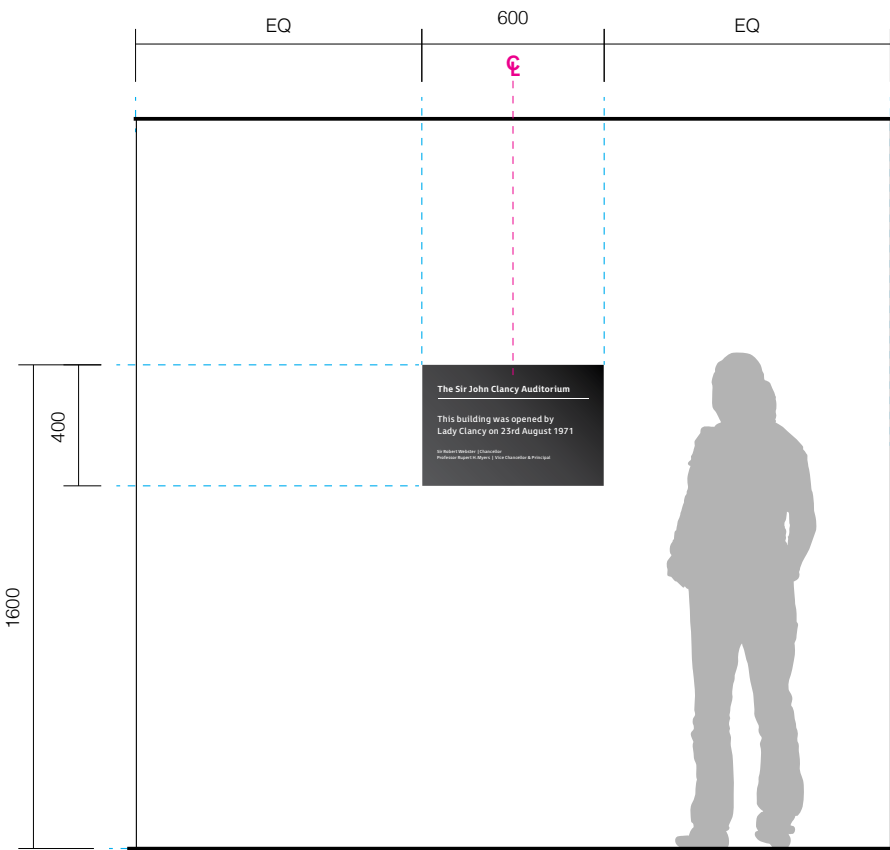 EQ
600
EQ
℄
The Sir John Clancy Auditorium
This building was opened by
Lady Clancy on 23rd August 1971
Sir Robert Webster | Chancellor
Professor Rupert H Myers | Vice Chancellor & Principal
400
1600